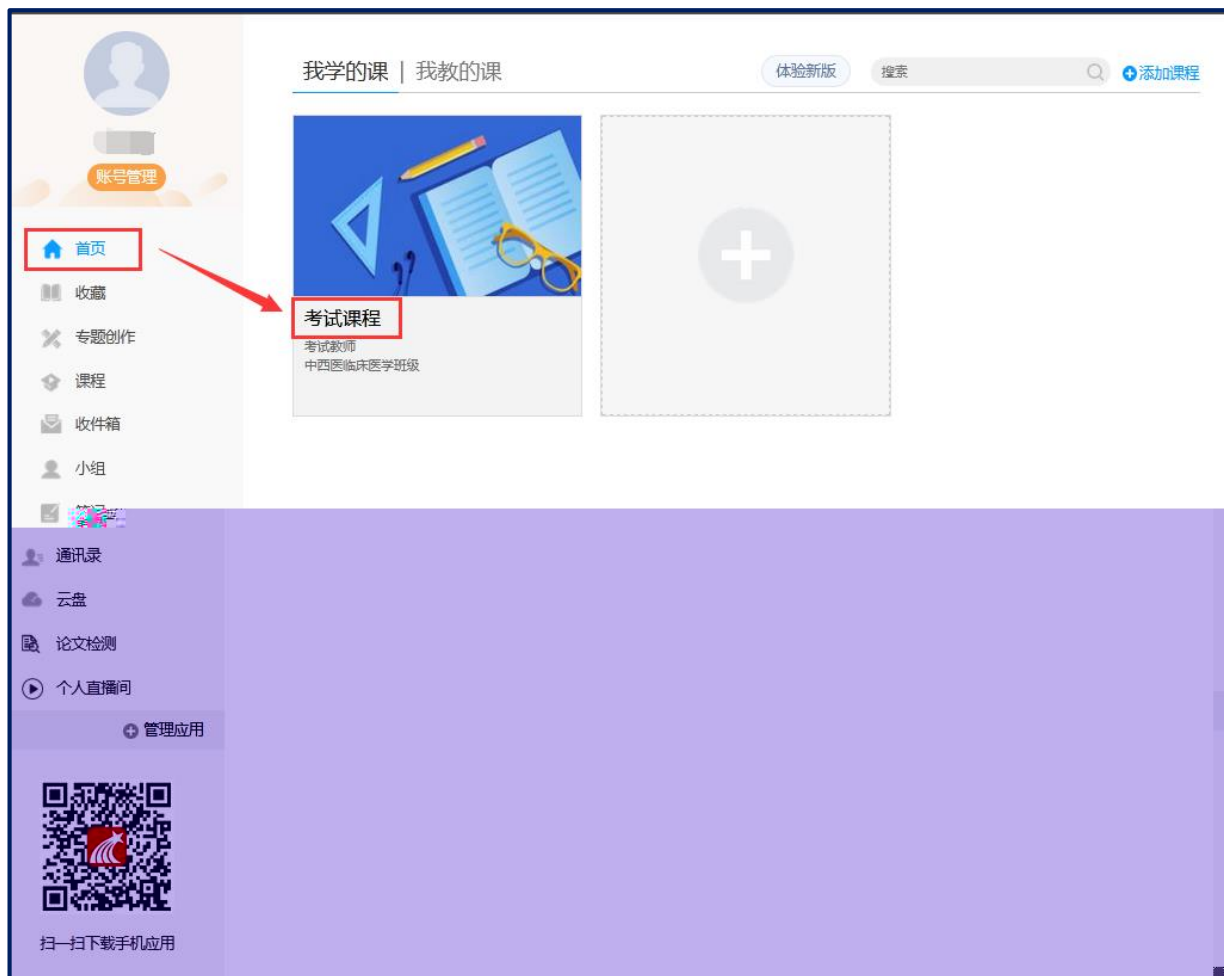 我学的课 | 我教的课
体验新版
搜索
添加课程
账号管理
首页
收藏
专题创作
课程
收件箱
小组
考试课程
考试教师
中西医临床医学班级
通讯录
云盘
论文检测
个人直播间
管理应用
扫一扫下载手机应用